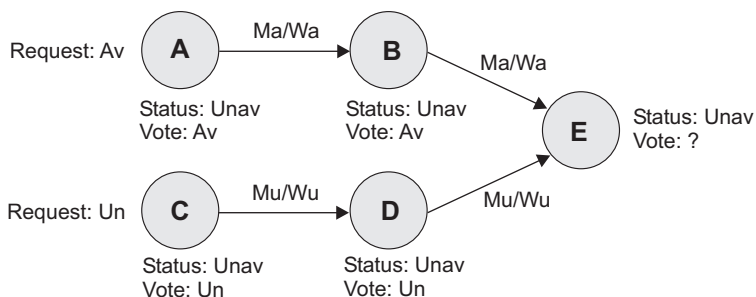 Request: Av
A
Ma/Wa
B
Ma/Wa
Status: Unav
Vote: Av
Status: Unav
Vote: Av
E
Status: Unav
Vote: ?
Request: Un
C
Mu/Wu
D
Mu/Wu
Status: Unav
Vote: Un
Status: Unav
Vote: Un